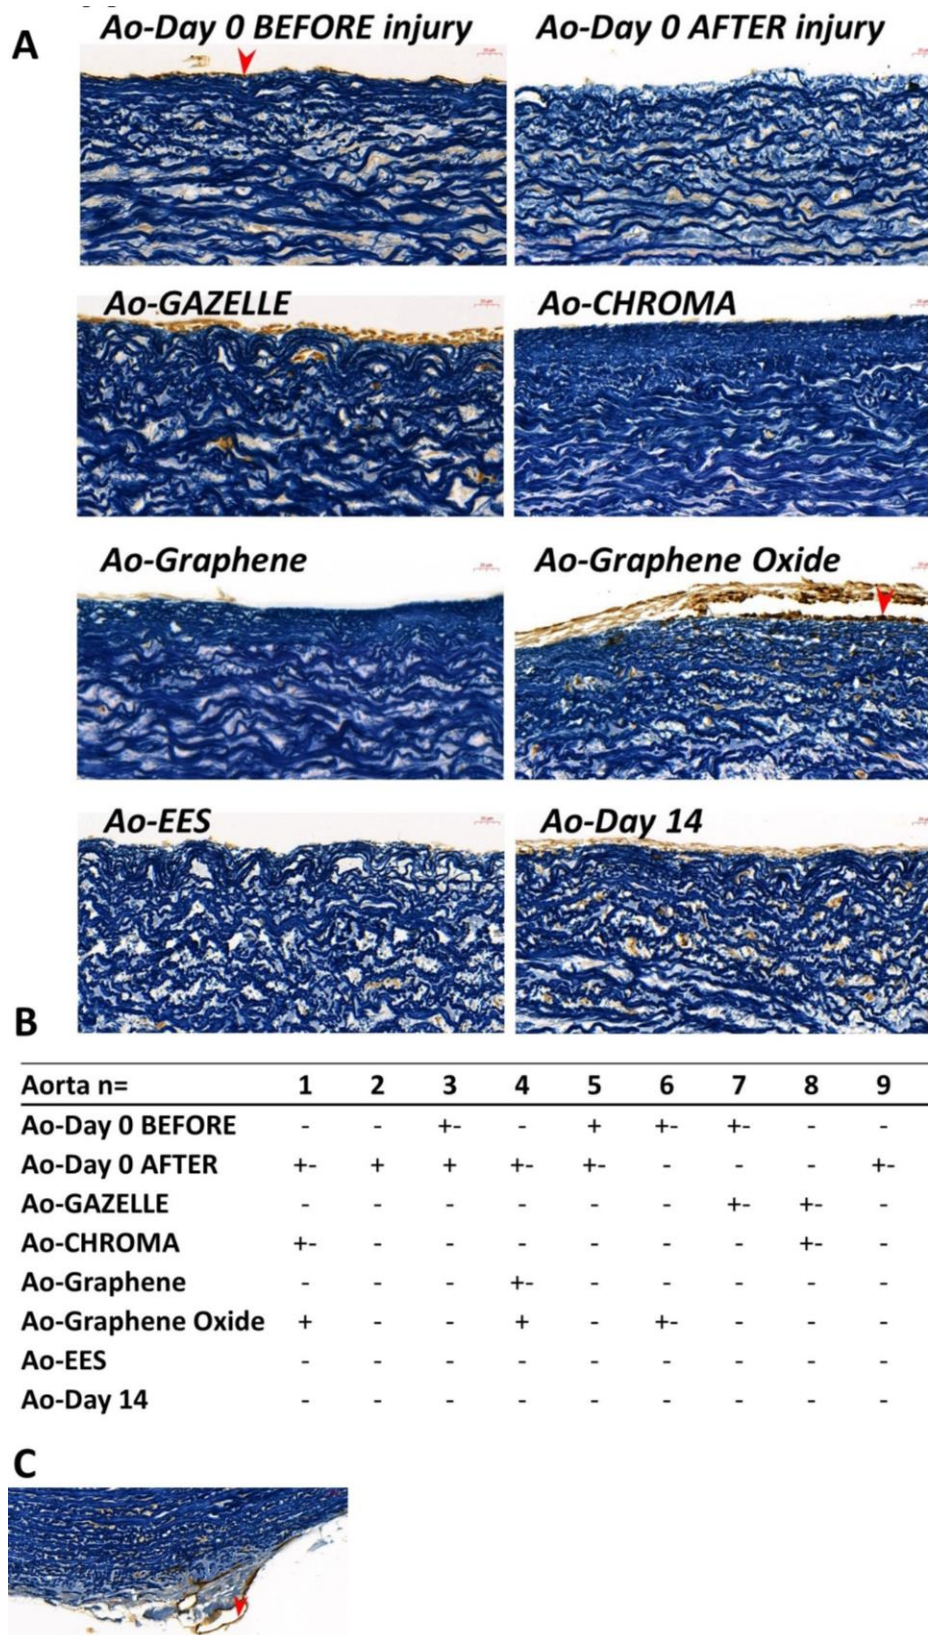 A
Ao-Day 0 BEFORE injury
Ao-Day 0 AFTER injury
Ao-GAZELLE
Ao-CHROMA
Ao-Graphene
Ao-Graphene Oxide
Ao-EES
Ao-Day 14
B
Aorta n= 1 2 3 4 5 6 7 8 9
Ao-Day 0 BEFORE - - +- - + +- +- - -
Ao-Day 0 AFTER +- + + +- +- - - - +-
Ao-GAZELLE - - - - - - +- +- -
Ao-CHROMA +- - - - - - - +- -
Ao-Graphene - - - +- - - - - -
Ao-Graphene Oxide + - - + - +- - - -
Ao-EES - - - - - - - - -
Ao-Day 14 - - - - - - - - -
C